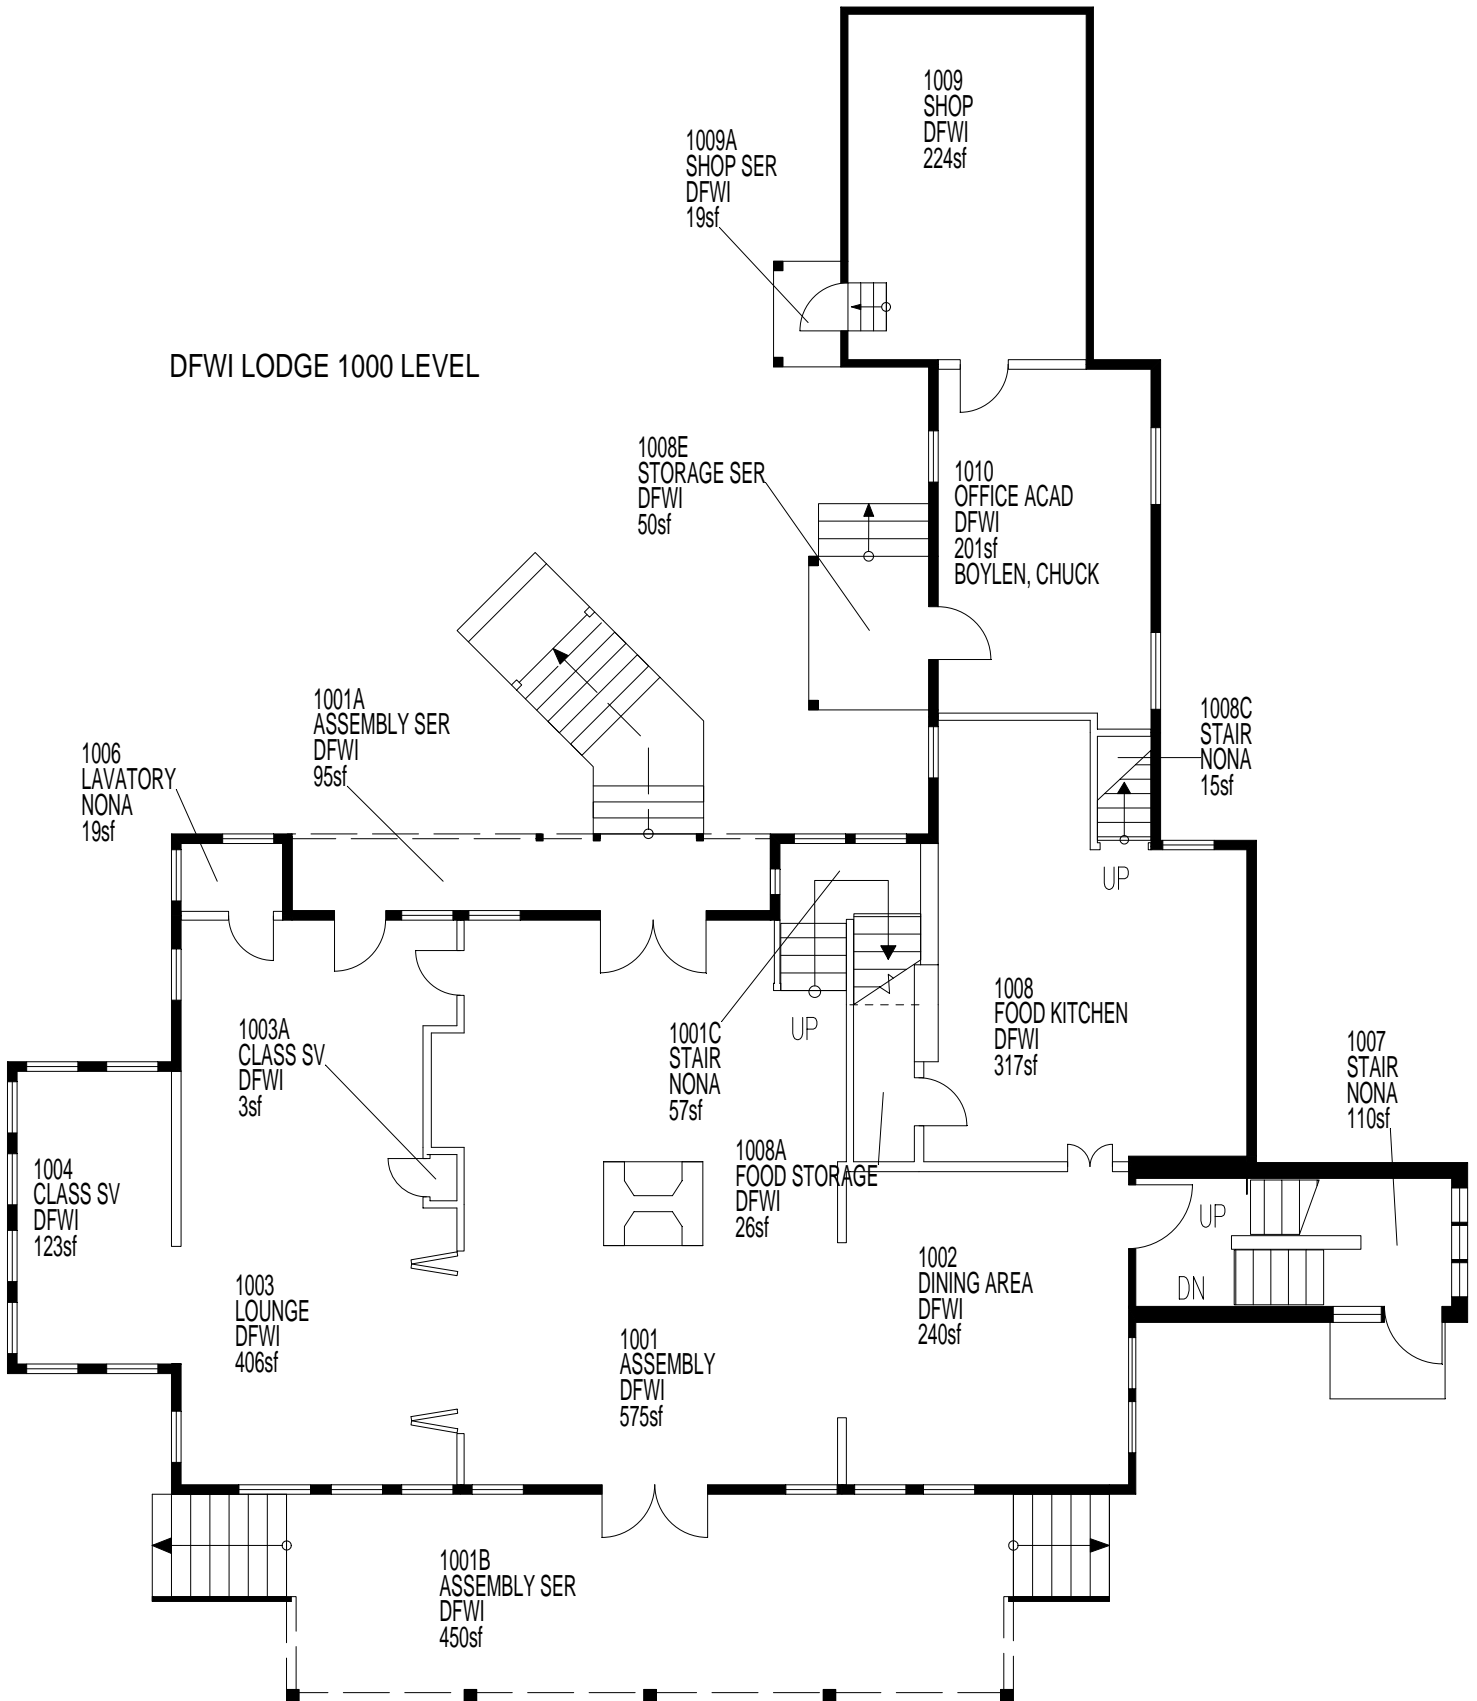 1009
SHOP
DFWI
224sf
1009A
SHOP SER
DFWI
19sf
DFWI LODGE 1000 LEVEL
1008E
STORAGE SER
DFWI
50sf
1010
OFFICE ACAD
DFWI
201sf
BOYLEN, CHUCK
1001A
ASSEMBLY SER
DFWI
95sf
1008C
STAIR
NONA
15sf
1006
LAVATORY
NONA
19sf
UP
1008
FOOD KITCHEN
DFWI
317sf
1003A
CLASS SV
DFWI
3sf
UP
1001C
STAIR
NONA
57sf
1007
STAIR
NONA
110sf
1008A
FOOD STORAGE
DFWI
26sf
1004
CLASS SV
DFWI
123sf
UP
DN
1002
DINING AREA
DFWI
240sf
1003
LOUNGE
DFWI
406sf
1001
ASSEMBLY
DFWI
575sf
1001B
ASSEMBLY SER
DFWI
450sf